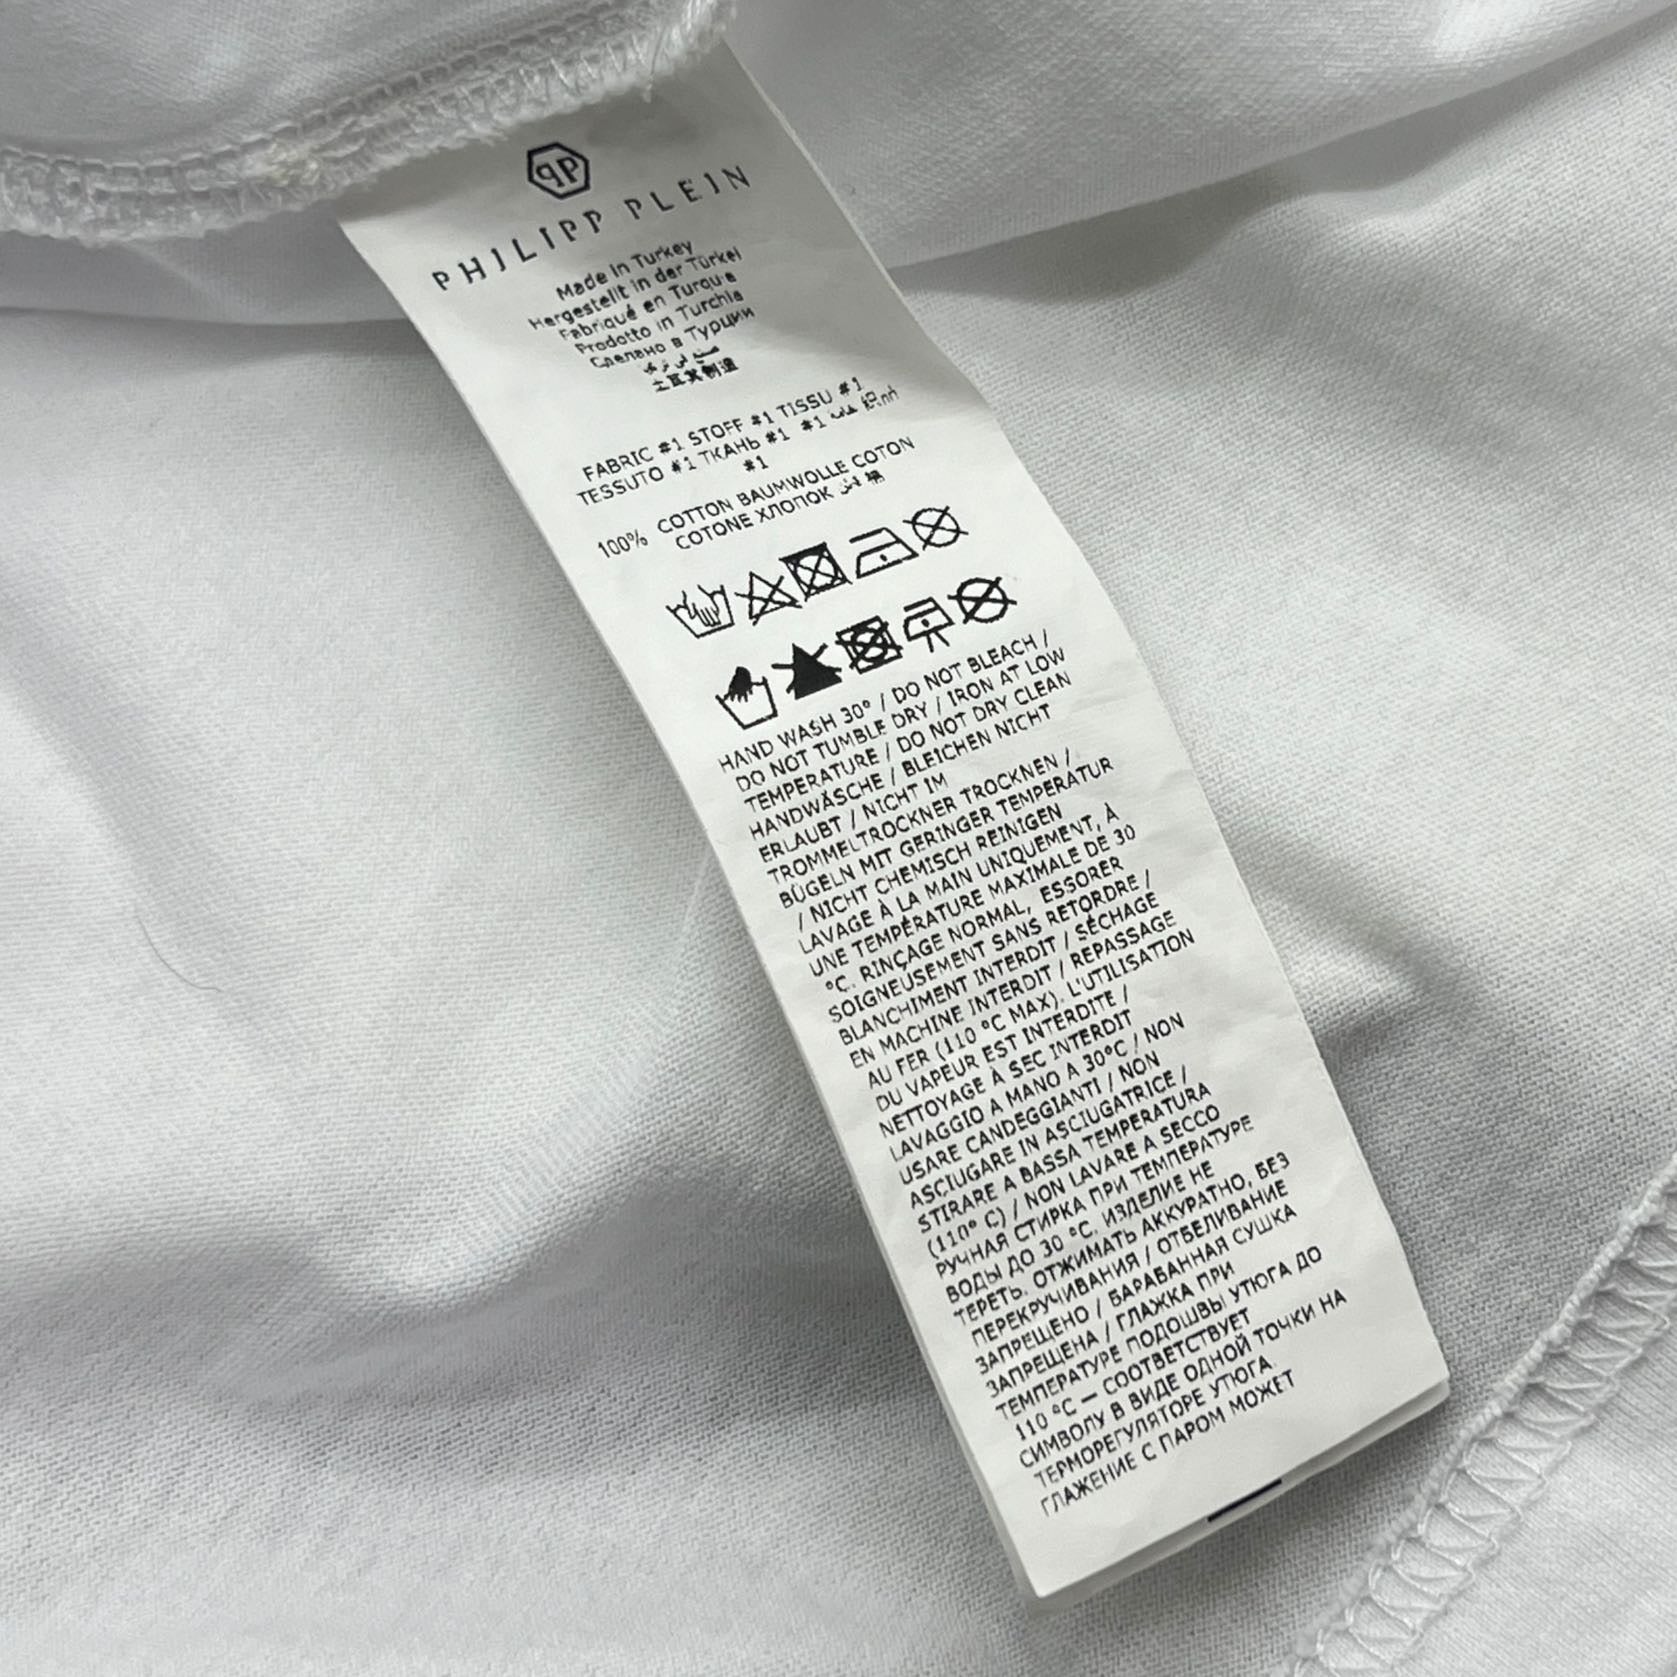 PHILIPP PLEIN
Made in Turkey
Hergestellt in der Türkei
Fabriqué en Turquie
Prodotto in Turchia
Сделано в Турции
土耳其制造
FABRIC #1 STOFF #1 TISSU #1
TESSUTO #1 ТКАНЬ #1 #1
#1
100% COTTON BAUMWOLLE COTON
COTONE ХЛОПОК 棉
HAND WASH 30° / DO NOT BLEACH /
DO NOT TUMBLE DRY / IRON AT LOW
TEMPERATURE / DO NOT DRY CLEAN
HANDWÄSCHE / BLEICHEN NICHT
ERLAUBT / NICHT IM
TROMMELTROCKNER TROCKNEN /
BÜGELN MIT GERINGER TEMPERATUR
/ NICHT CHEMISCH REINIGEN
LAVAGE À LA MAIN UNIQUEMENT, À
UNE TEMPÉRATURE MAXIMALE DE 30
°C. RINÇAGE NORMAL, ESSORER
SOIGNEUSEMENT SANS RETORDRE /
BLANCHIMENT INTERDIT / SÉCHAGE
EN MACHINE INTERDIT / REPASSAGE
AU FER (110 °C MAX). L'UTILISATION
DU VAPEUR EST INTERDITE /
NETTOYAGE À SEC INTERDIT
LAVAGGIO A MANO A 30°C / NON
USARE CANDEGGIANTI / NON
ASCIUGARE IN ASCIUGATRICE /
STIRARE A BASSA TEMPERATURA
(110° C) / NON LAVARE A SECCO
РУЧНАЯ СТИРКА ПРИ ТЕМПЕРАТУРЕ
ВОДЫ ДО 30 °C. ИЗДЕЛИЕ НЕ
ТЕРЕТЬ. ОТЖИМАТЬ АККУРАТНО, БЕЗ
ПЕРЕКРУЧИВАНИЯ / ОТБЕЛИВАНИЕ
ЗАПРЕЩЕНО / БАРАБАННАЯ СУШКА
ЗАПРЕЩЕНА / ГЛАЖКА ПРИ
ТЕМПЕРАТУРЕ ПОДОШВЫ УТЮГА ДО
110 °C — СООТВЕТСТВУЕТ
СИМВОЛУ В ВИДЕ ОДНОЙ ТОЧКИ НА
ТЕРМОРЕГУЛЯТОРЕ УТЮГА.
ГЛАЖЕНИЕ С ПАРОМ МОЖЕТ